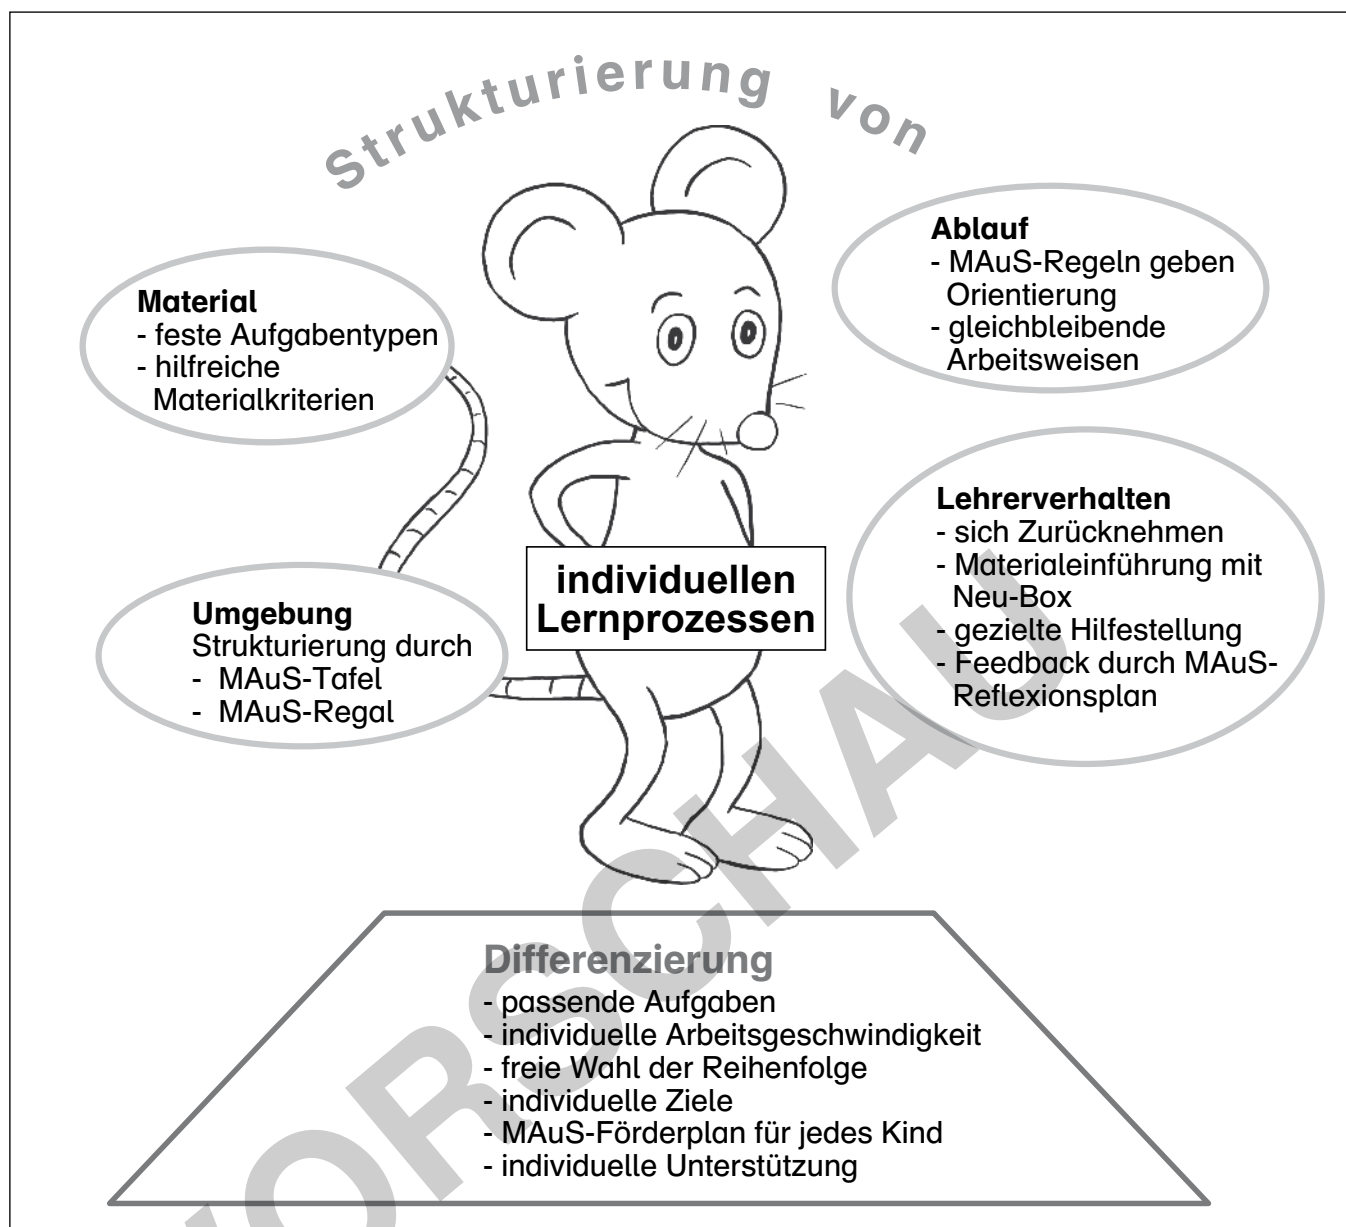 Strukturierung von
Material
- feste Aufgabentypen
- hilfreiche
Materialkriterien
Ablauf
- MAuS-Regeln geben
Orientierung
- gleichbleibende
Arbeitsweisen
Umgebung
Strukturierung durch
- MAuS-Tafel
- MAuS-Regal
individuellen
Lernprozessen
Lehrerverhalten
- sich Zurücknehmen
- Materialeinführung mit
Neu-Box
- gezielte Hilfestellung
- Feedback durch MAuS-
Reflexionsplan
Differenzierung
- passende Aufgaben
- individuelle Arbeitsgeschwindigkeit
- freie Wahl der Reihenfolge
- individuelle Ziele
- MAuS-Förderplan für jedes Kind
- individuelle Unterstützung
VORSCHAU